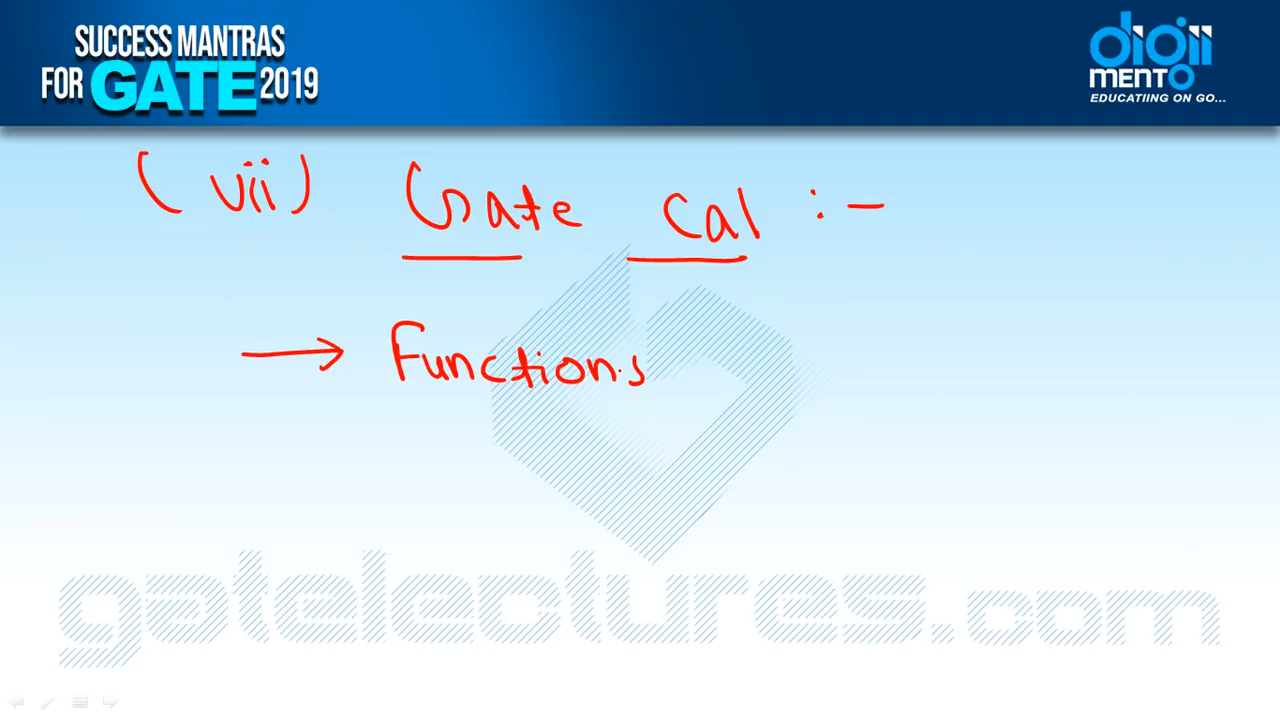 SUCCESS MANTRAS
FOR GATE 2019
digii
MENTO
EDUCATIING ON GO...
(vii) Gate Cal :-
→ Functions
gatelectures.com